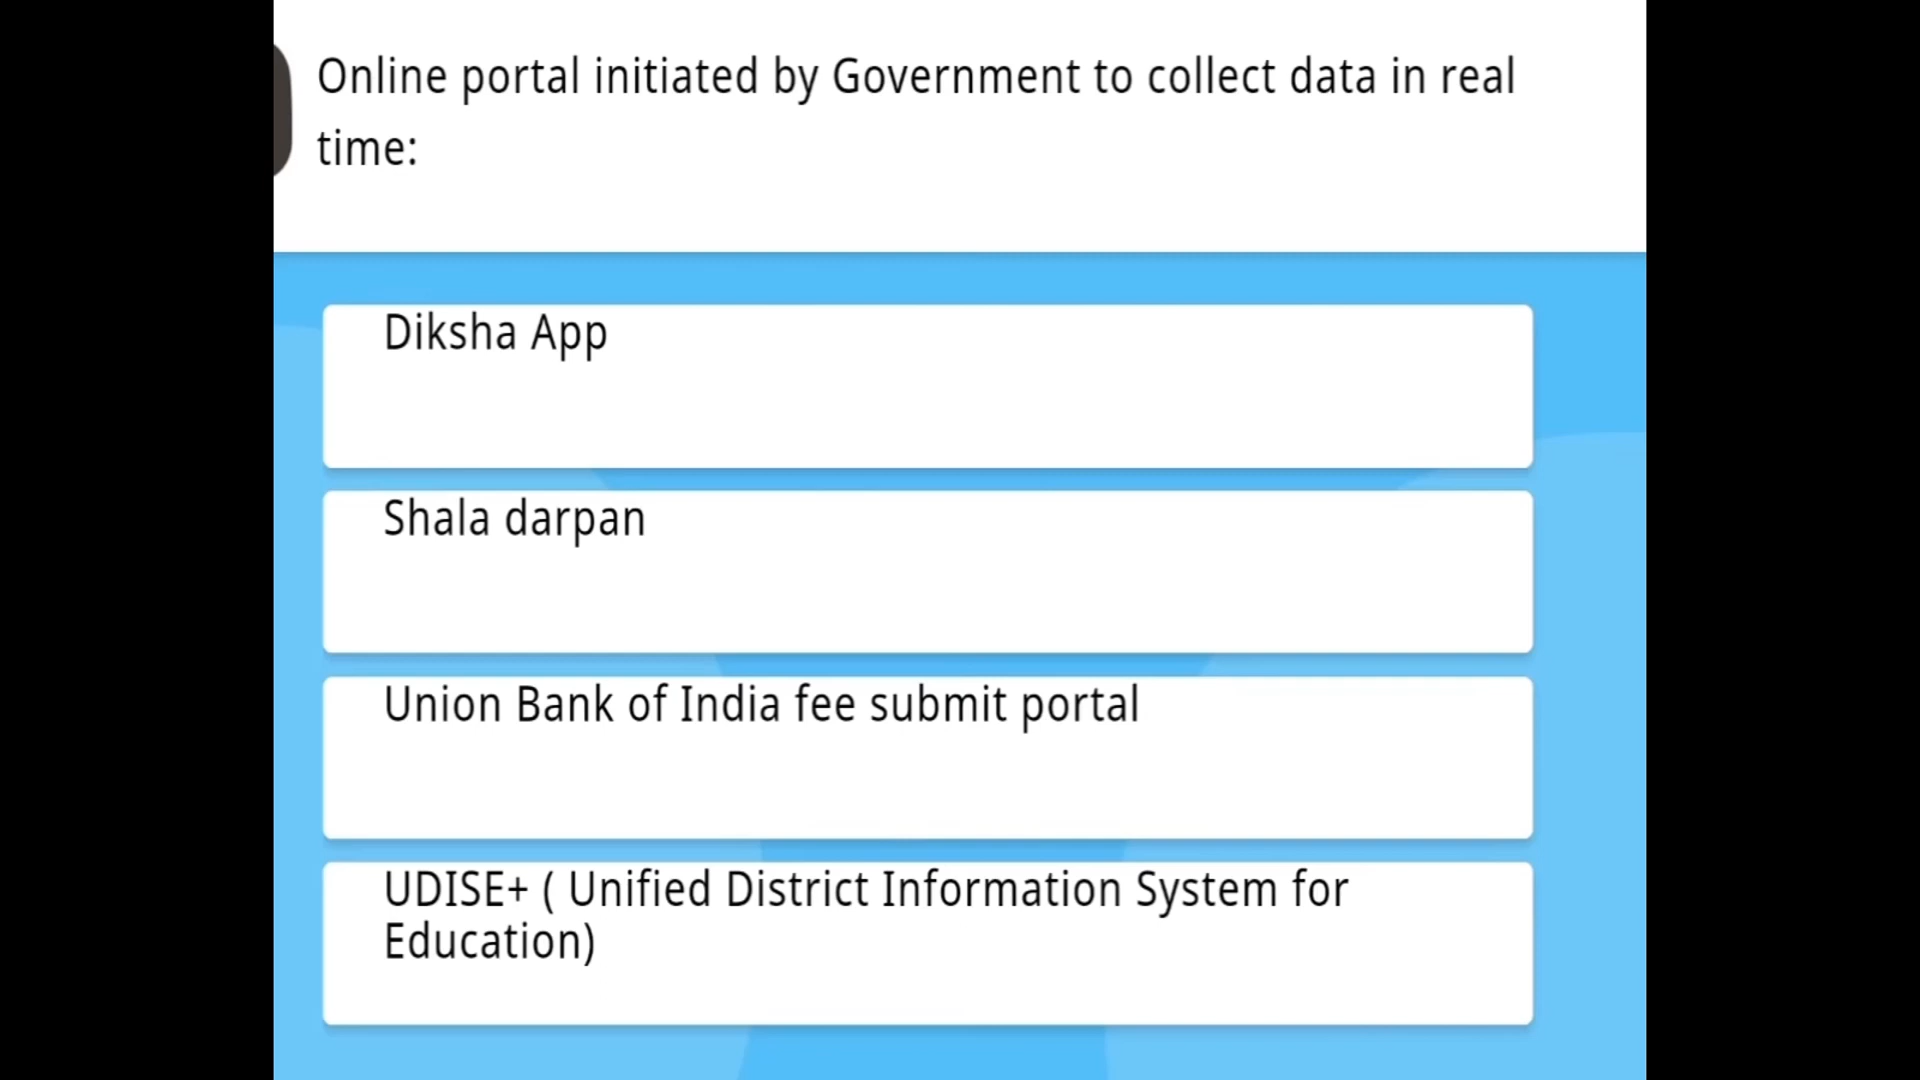 Online portal initiated by Government to collect data in real
time:
Diksha App
Shala darpan
Union Bank of India fee submit portal
UDISE+ ( Unified District Information System for
Education)